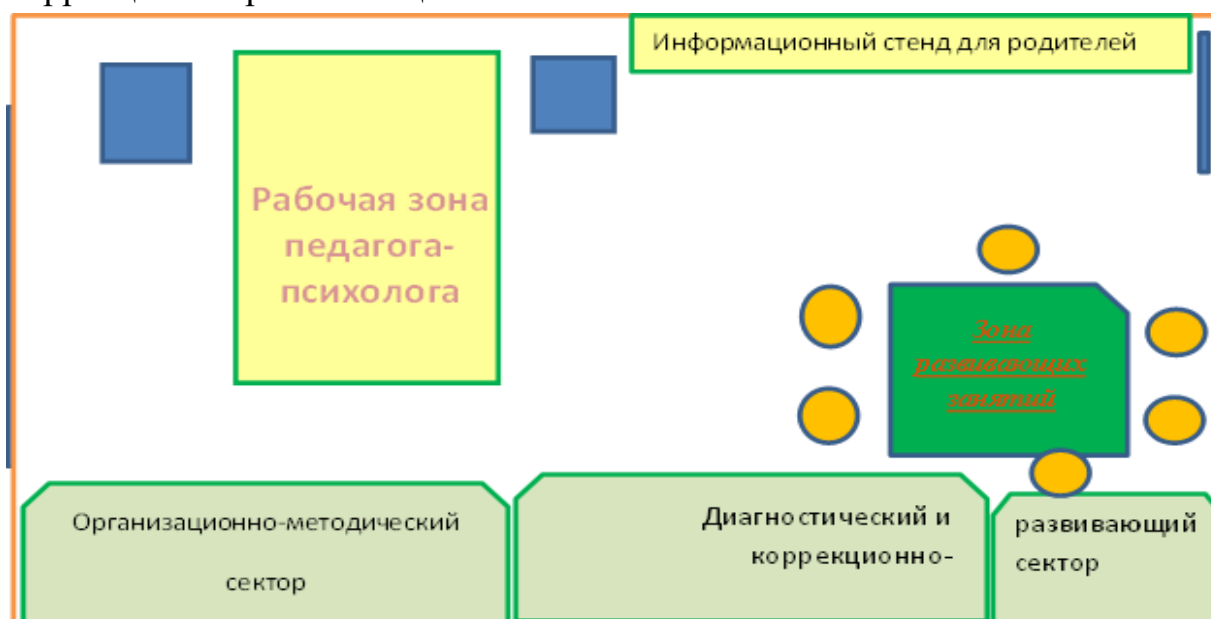 Информационный стенд для родителей
Рабочая зона
педагога-
психолога
Зона
развивающих
занятий
Организационно-методический
сектор
Диагностический и
коррекционно-
развивающий
сектор